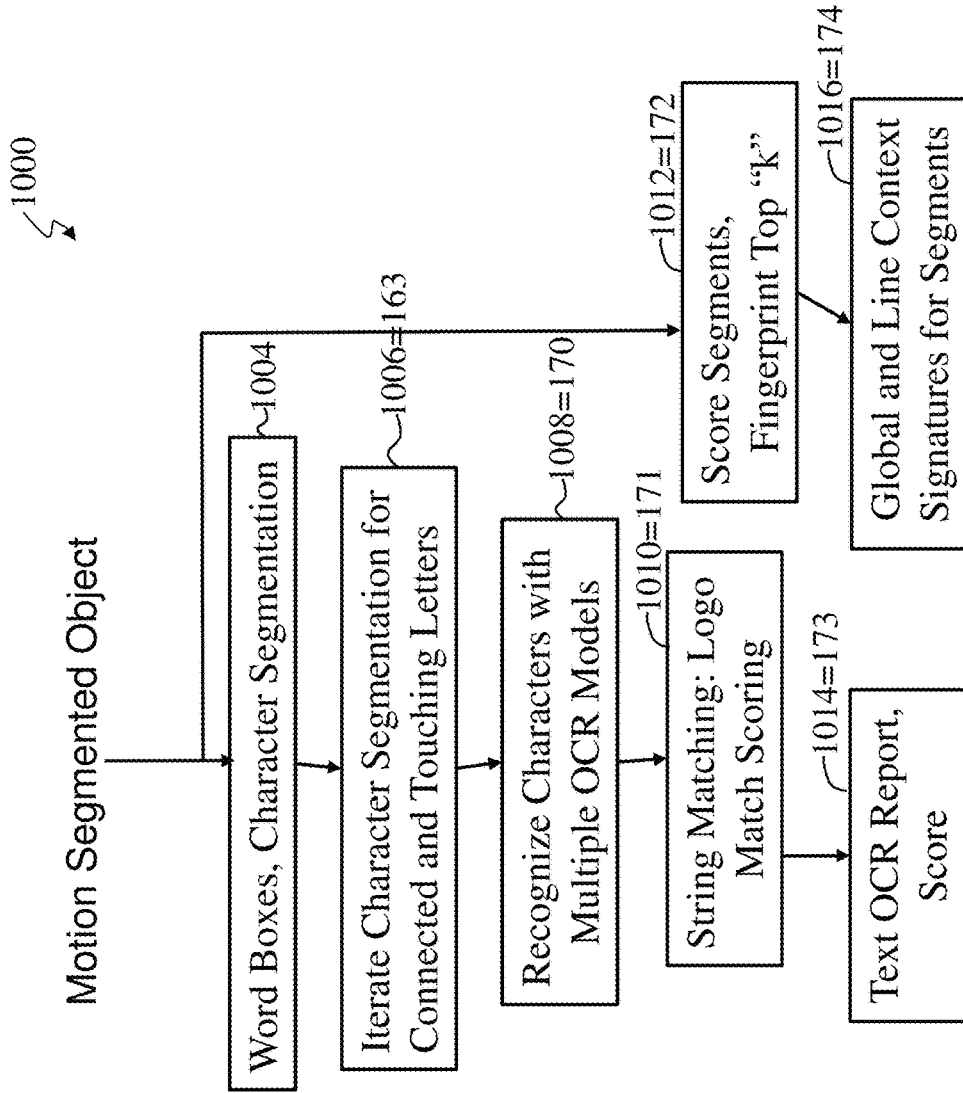 1000
Motion Segmented Object
1004
Word Boxes, Character Segmentation
1006=163
Iterate Character Segmentation for
Connected and Touching Letters
1008=170
Recognize Characters with
Multiple OCR Models
1010=171
String Matching: Logo
Match Scoring
1014=173
Text OCR Report,
Score
1012=172
Score Segments,
Fingerprint Top “k”
1016=174
Global and Line Context
Signatures for Segments